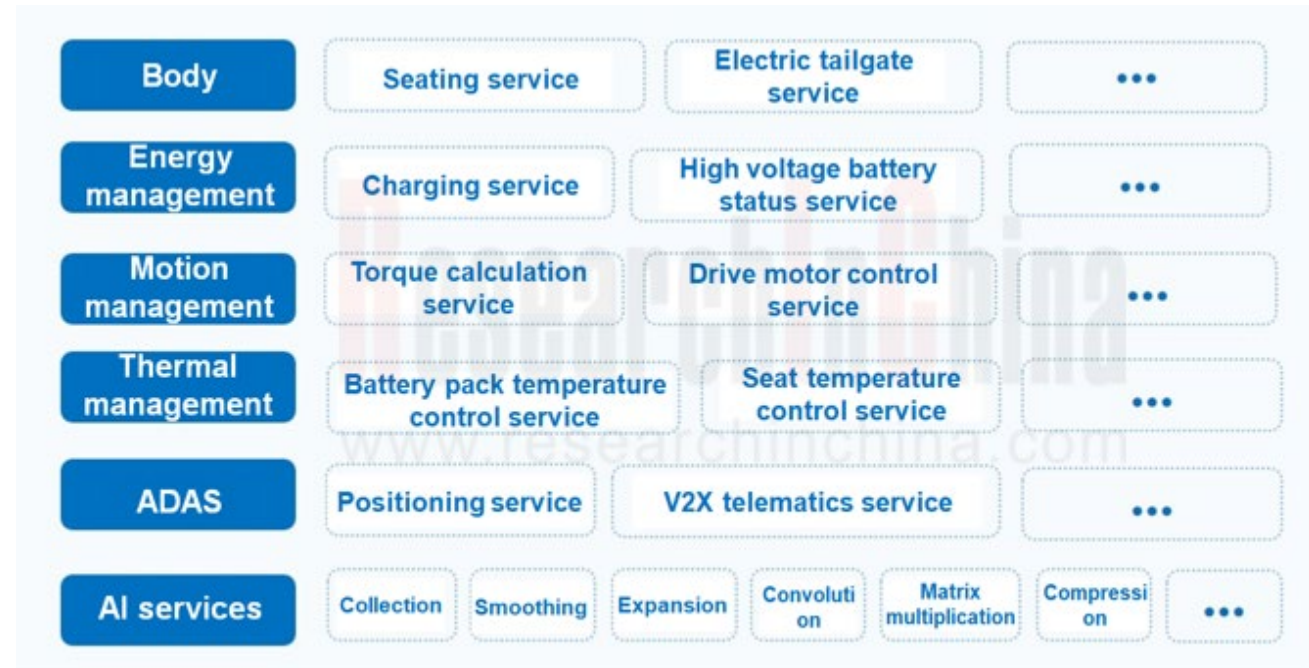 Body
Seating service
Electric tailgate
service
•••
Energy
management
Charging service
High voltage battery
status service
•••
Motion
management
Torque calculation
service
Drive motor control
service
•••
Thermal
management
Battery pack temperature
control service
Seat temperature
control service
•••
ADAS
Positioning service
V2X telematics service
•••
AI services
Collection
Smoothing
Expansion
Convoluti
on
Matrix
multiplication
Compressi
on
•••
ResearchInChina
www.researchinchina.com